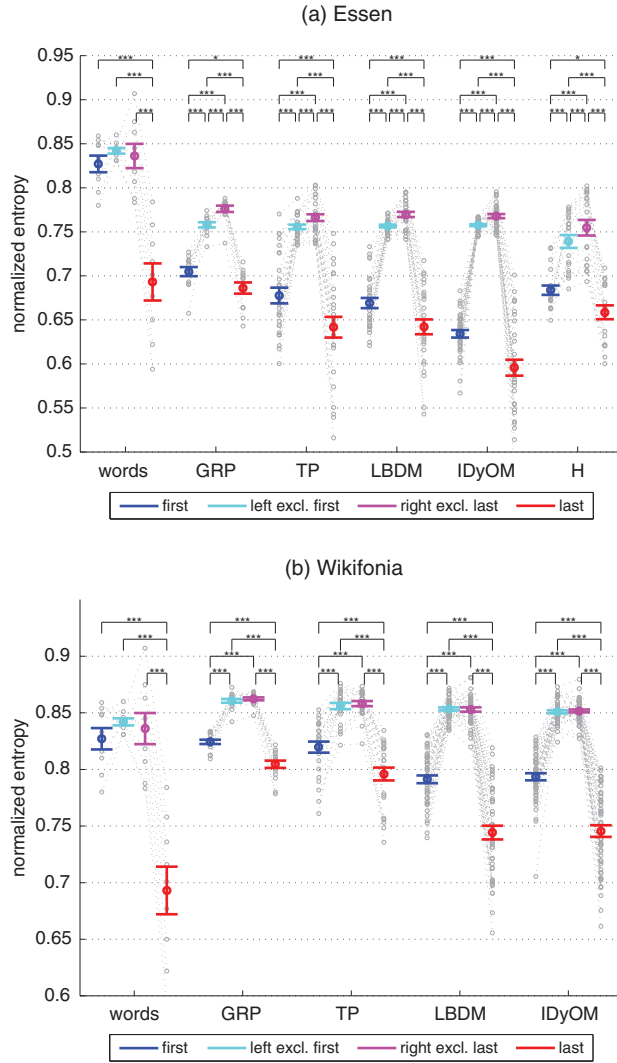 (a) Essen
0.95
*** * *** *** *** *
*** *** *** *** *** ***
*** *** *** *** ***
0.9
*** *** *** *** *** *** *** *** *** *** *** *** *** *** *** ***
0.85
0.8
0.75
0.7
0.65
0.6
0.55
0.5
normalized entropy
words GRP TP LBDM IDyOM H
first left excl. first right excl. last last
(b) Wikifonia
*** *** *** *** ***
*** *** *** *** ***
0.9
*** *** *** ***
*** *** *** *** *** *** *** *** ***
0.85
0.8
0.75
0.7
0.65
0.6
normalized entropy
words GRP TP LBDM IDyOM
first left excl. first right excl. last last